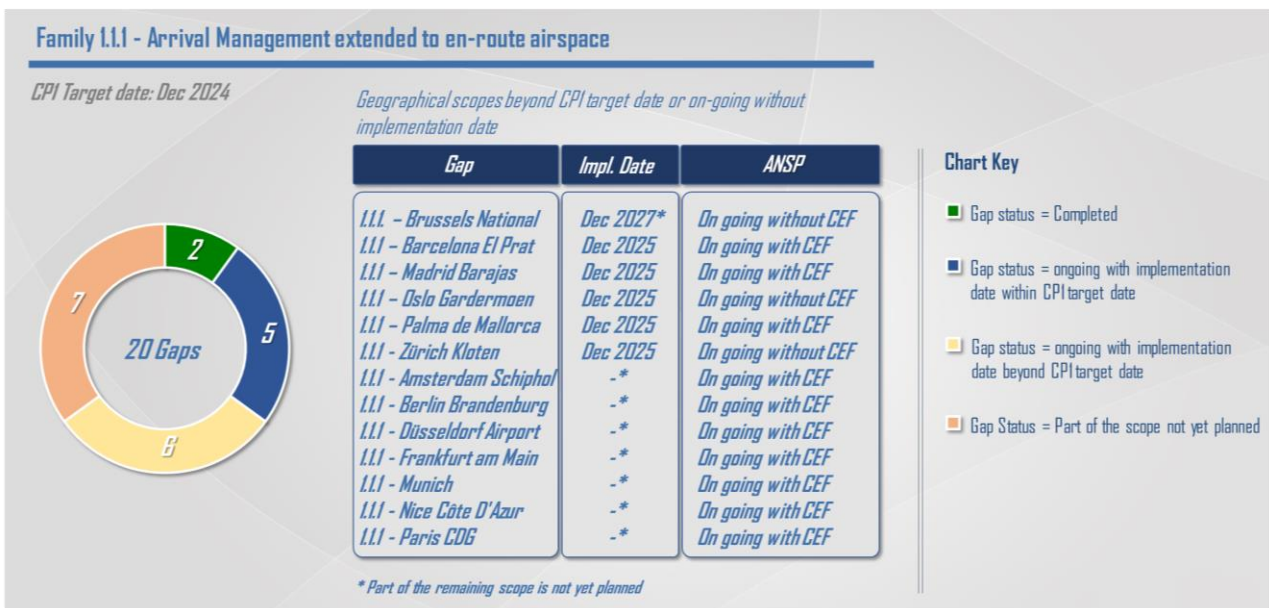 Family 1.1.1 - Arrival Management extended to en-route airspace
CPI Target date: Dec 2024
Geographical scopes beyond CPI target date or on-going without
implementation date
Gap Impl. Date ANSP
1.1.1. – Brussels National Dec 2027* On going without CEF
1.1.1 – Barcelona El Prat Dec 2025 On going with CEF
1.1.1 – Madrid Barajas Dec 2025 On going with CEF
1.1.1 – Oslo Gardermoen Dec 2025 On going without CEF
1.1.1 – Palma de Mallorca Dec 2025 On going with CEF
1.1.1 - Zürich Kloten Dec 2025 On going without CEF
1.1.1 - Amsterdam Schiphol -* On going with CEF
1.1.1 - Berlin Brandenburg -* On going with CEF
1.1.1 - Düsseldorf Airport -* On going with CEF
1.1.1 - Frankfurt am Main -* On going with CEF
1.1.1 - Munich -* On going with CEF
1.1.1 - Nice Côte D'Azur -* On going with CEF
1.1.1 - Paris CDG -* On going with CEF
* Part of the remaining scope is not yet planned
2
5
6
7
20 Gaps
Chart Key
Gap status = Completed
Gap status = ongoing with implementation
date within CPI target date
Gap status = ongoing with implementation
date beyond CPI target date
Gap Status = Part of the scope not yet planned